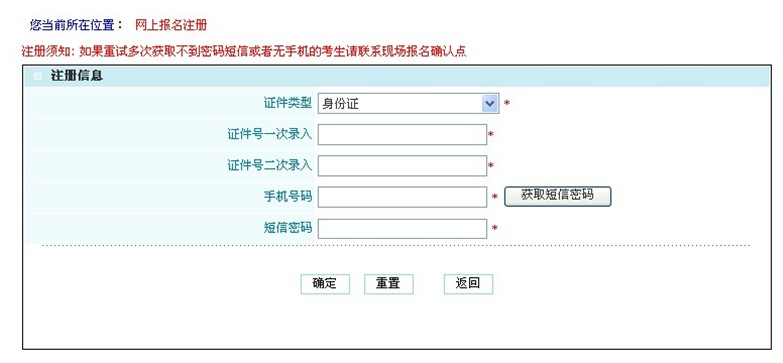 您当前所在位置： 网上报名注册
注册须知: 如果重试多次获取不到密码短信或者无手机的考生请联系现场报名确认点
注册信息
证件类型 身份证 *
证件号一次录入 *
证件号二次录入 *
手机号码 * 获取短信密码
短信密码 *
确定 重置 返回